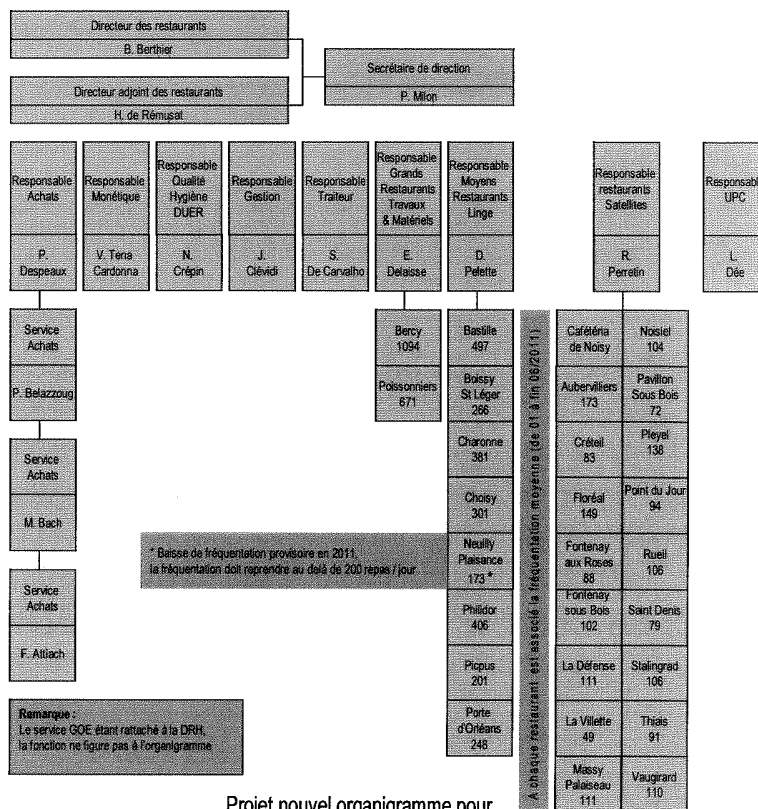 Directeur des restaurants
B. Berthier
Directeur adjoint des restaurants
H. de Rémusat
Secrétaire de direction
P. Milon
Responsable
Achats
P.
Despeaux
Responsable
Monétique
V. Tena
Cardonna
Responsable
Qualité
Hygiène
DUER
N.
Crépin
Responsable
Gestion
J.
Clévidi
Responsable
Traiteur
S.
De Carvalho
Responsable
Grands
Restaurants
Travaux
& Matériels
E.
Delaisse
Responsable
Moyens
Restaurants
Linge
D.
Pelette
Responsable
restaurants
Satellites
R.
Perretin
Responsable
UPC
L.
Dée
Service
Achats
P. Belazzoug
Service
Achats
M. Bach
Service
Achats
F. Attiach
Bercy
1094
Poissonniers
671
Bastille
497
Boissy
St Léger
266
Charonne
381
Choisy
301
Neuilly
Plaisance
173 *
Philidor
406
Picpus
201
Porte
d'Orléans
248
* Baisse de fréquentation provisoire en 2011,
la fréquentation doit reprendre au delà de 200 repas / jour
A chaque restaurant est associé la fréquentation moyenne (de 01 à fin 06/2011)
Cafétéria
de Noisy
Aubervilliers
173
Créteil
83
Floréal
149
Fontenay
aux Roses
88
Fontenay
sous Bois
102
La Défense
111
La Villette
49
Massy
Palaiseau
111
Noisiel
104
Pavillon
Sous Bois
72
Pleyel
138
Point du Jour
94
Rueil
106
Saint Denis
79
Stalingrad
106
Thiais
91
Vaugirard
110
Remarque :
Le service GOE étant rattaché à la DRH,
la fonction ne figure pas à l'organigramme
Projet nouvel organigramme pour